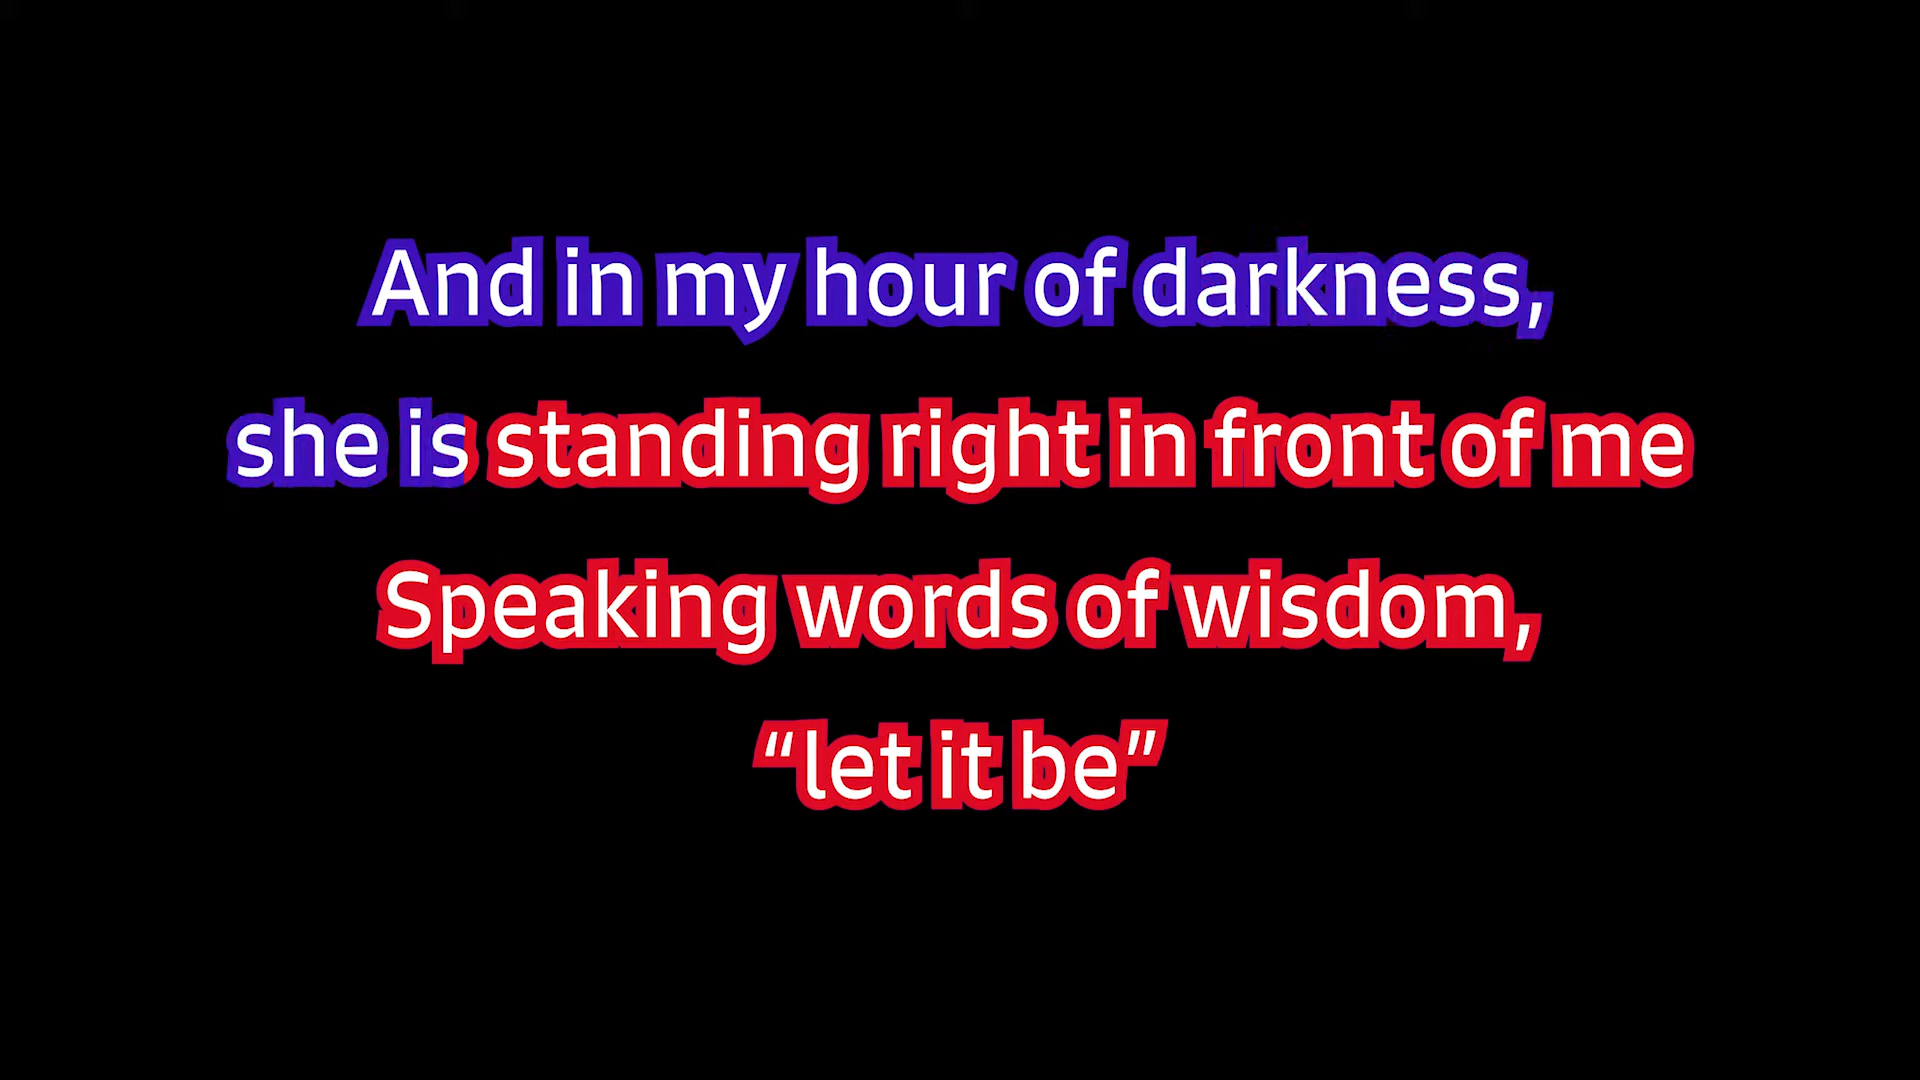 And in my hour of darkness,
she is standing right in front of me
Speaking words of wisdom,
“let it be”